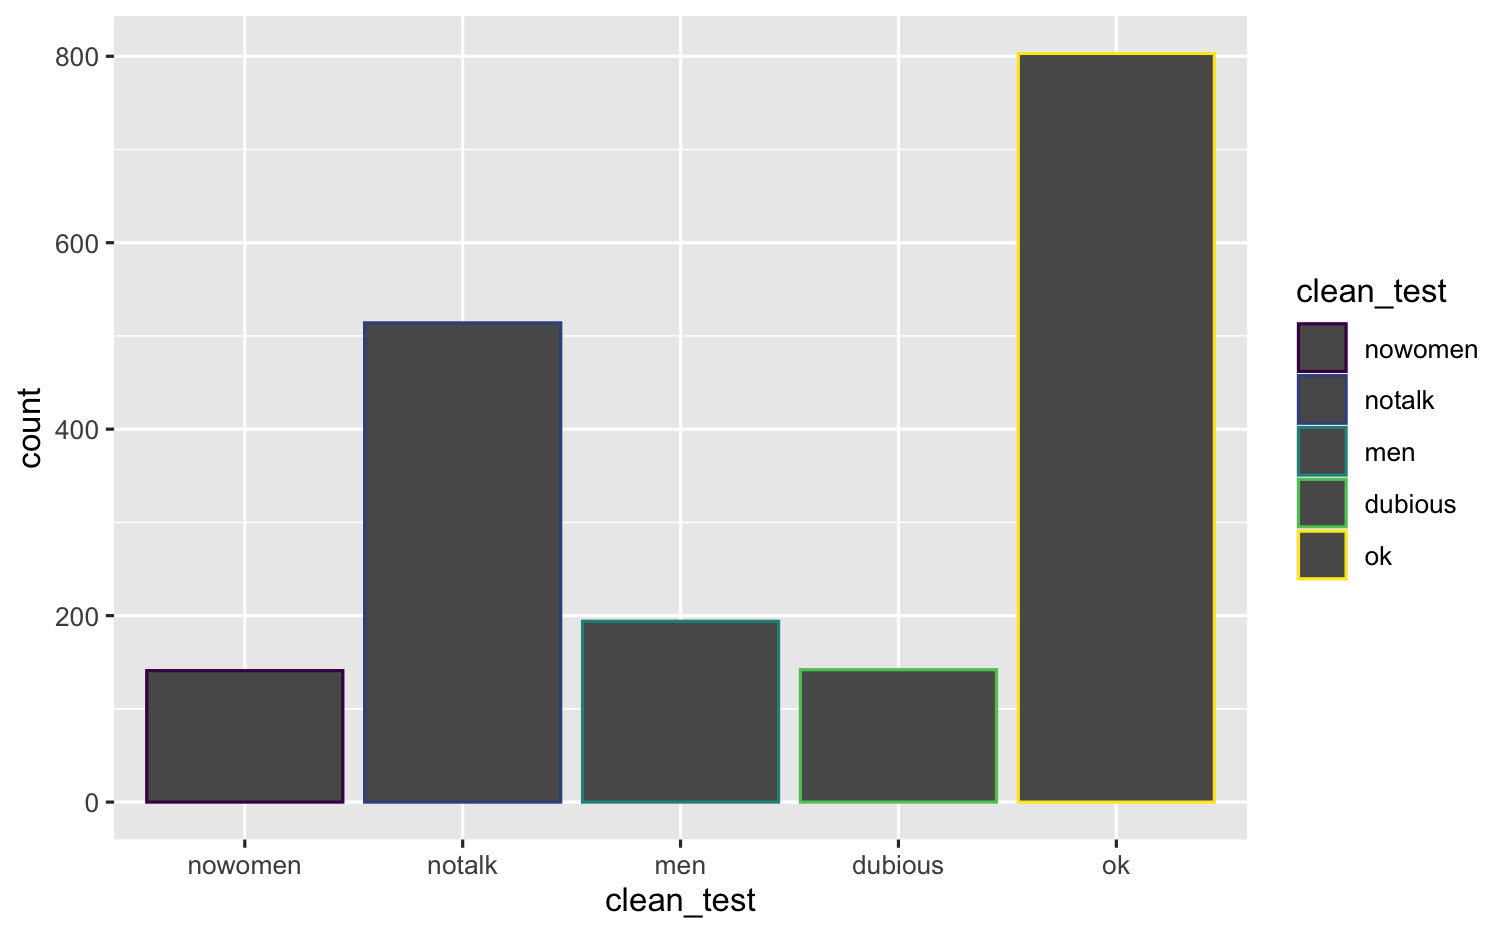 800
600
400
200
0
count
nowomen
notalk
men
dubious
ok
clean_test
clean_test
nowomen
notalk
men
dubious
ok